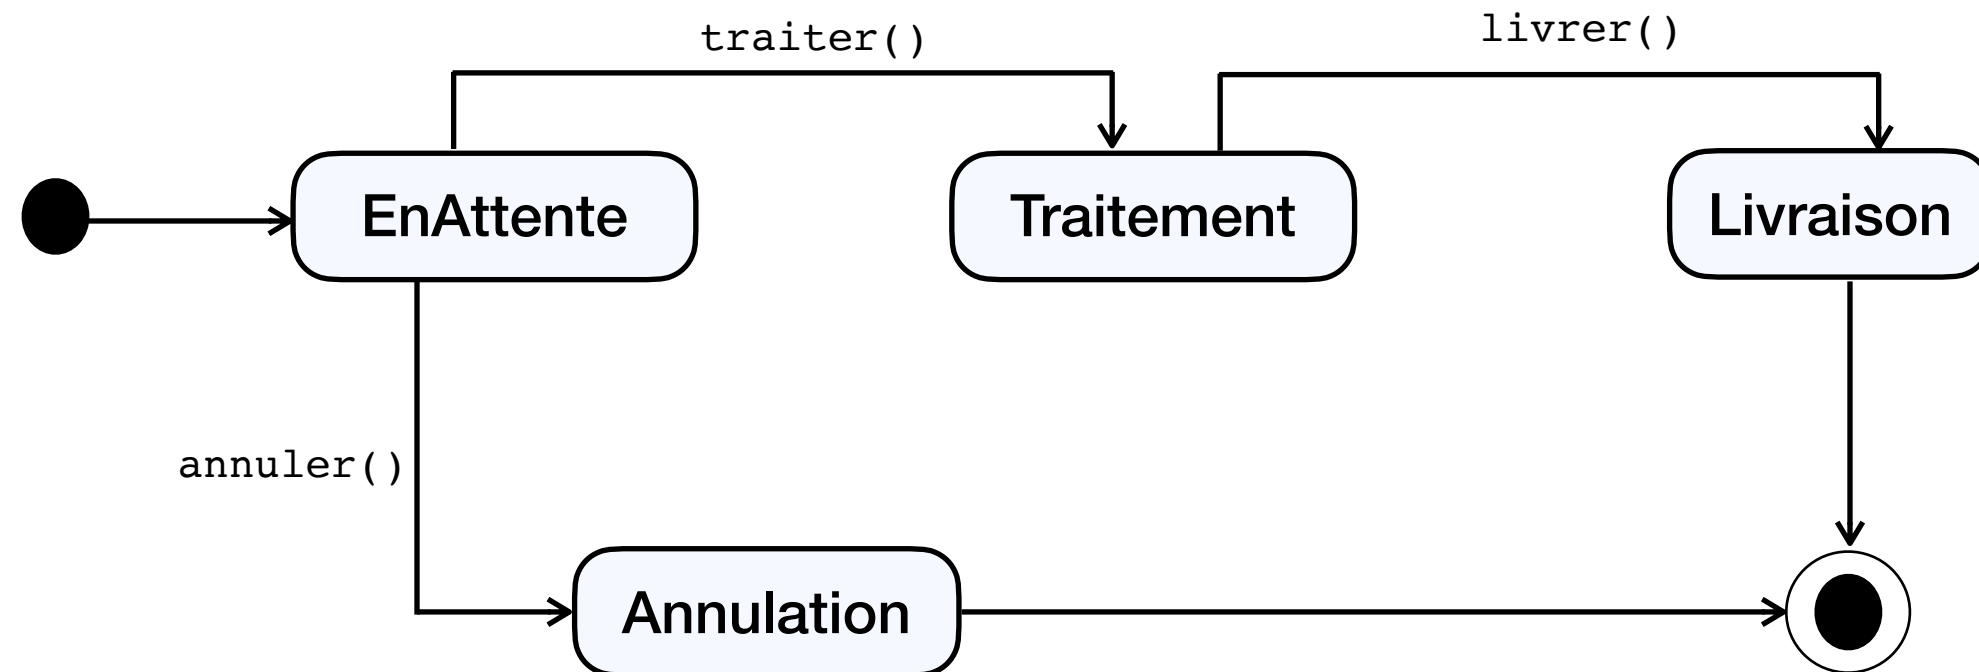 traiter()
livrer()
EnAttente
Traitement
Livraison
annuler()
Annulation